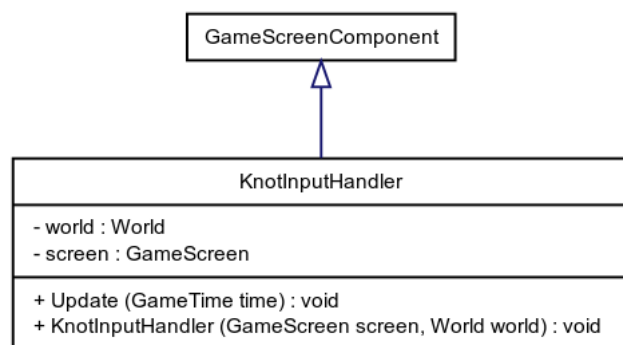 GameScreenComponent
KnotInputHandler
- world : World
- screen : GameScreen
+ Update (GameTime time) : void
+ KnotInputHandler (GameScreen screen, World world) : void